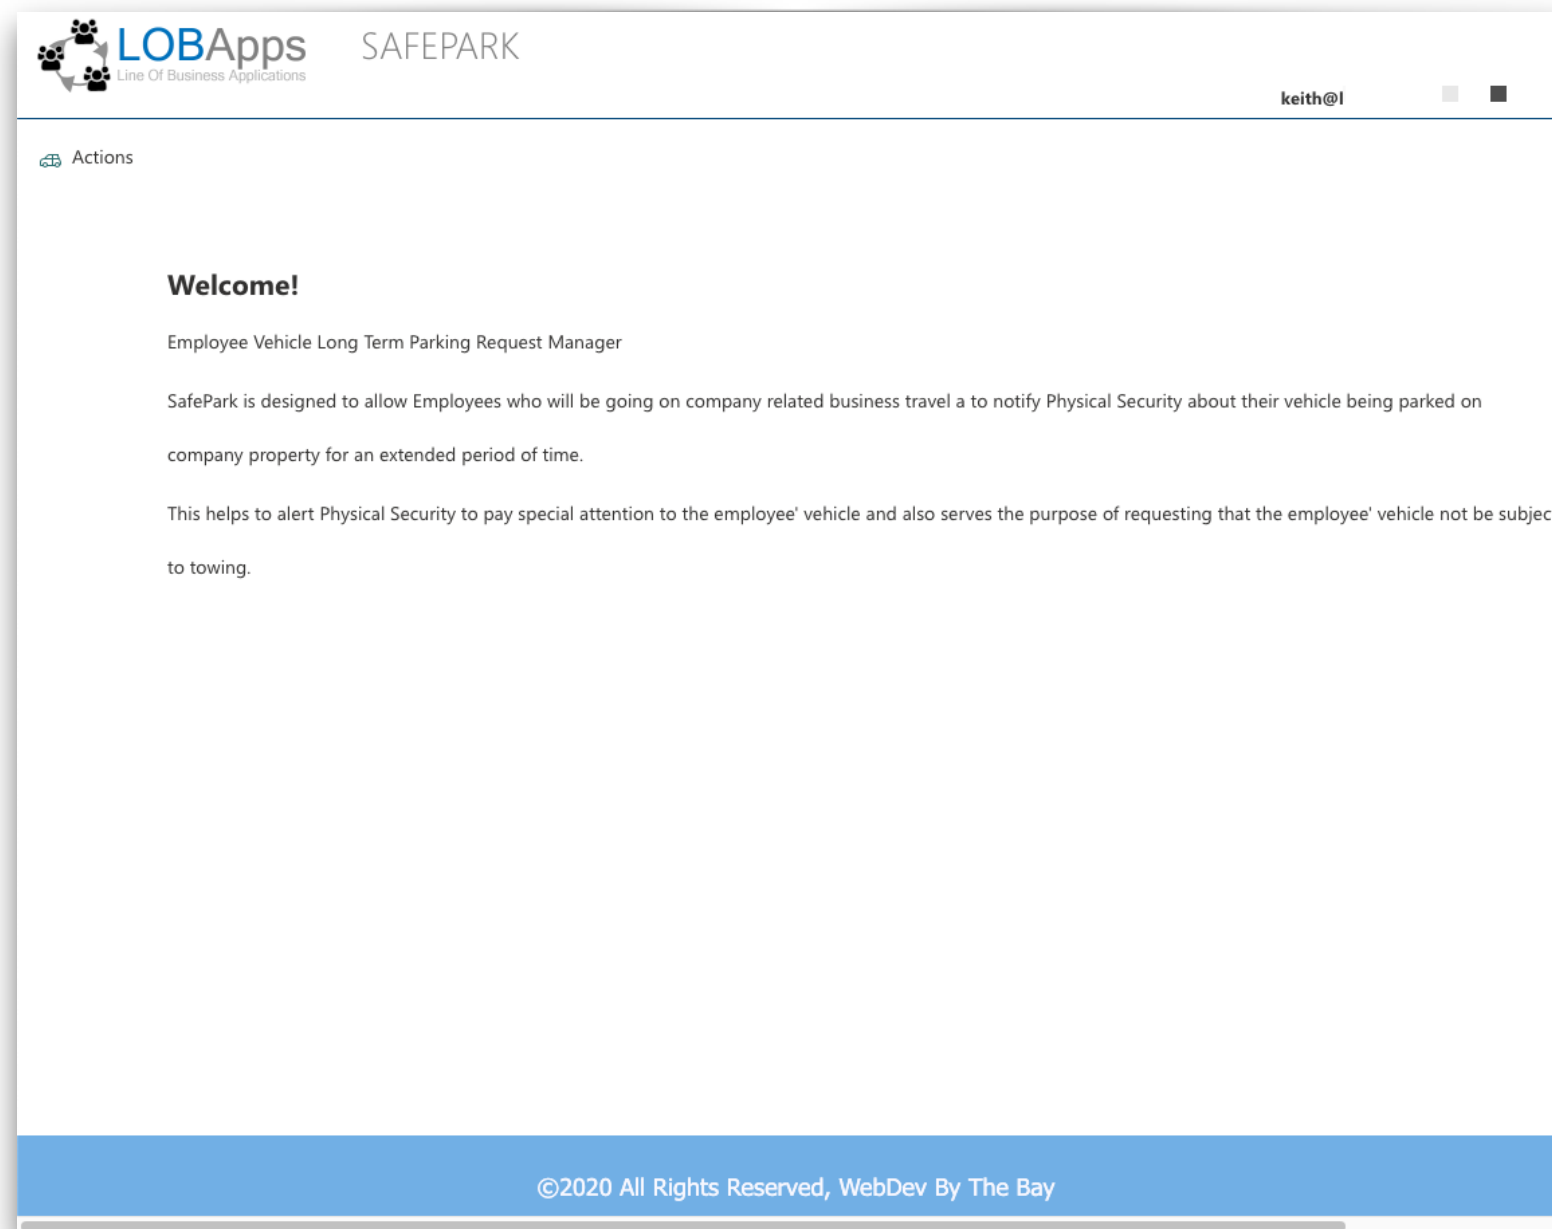 LOBApps
Line Of Business Applications
SAFEPARK
keith@l
Actions
Welcome!
Employee Vehicle Long Term Parking Request Manager
SafePark is designed to allow Employees who will be going on company related business travel a to notify Physical Security about their vehicle being parked on
company property for an extended period of time.
This helps to alert Physical Security to pay special attention to the employee' vehicle and also serves the purpose of requesting that the employee' vehicle not be subjec
to towing.
©2020 All Rights Reserved, WebDev By The Bay